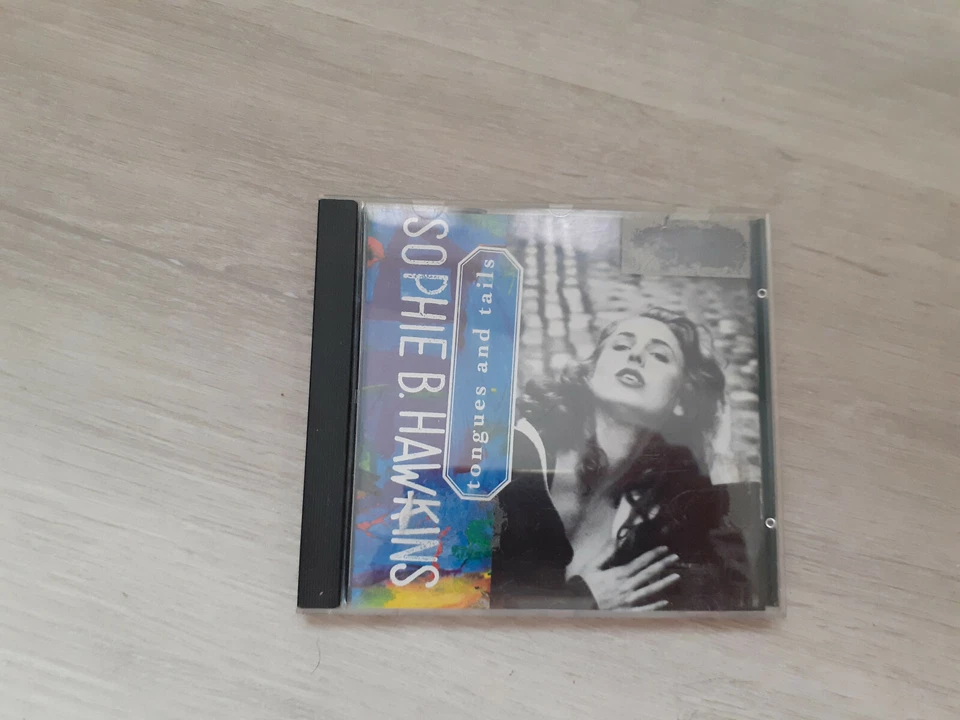 SOPHIE B. HAWKINS
tongues and tails